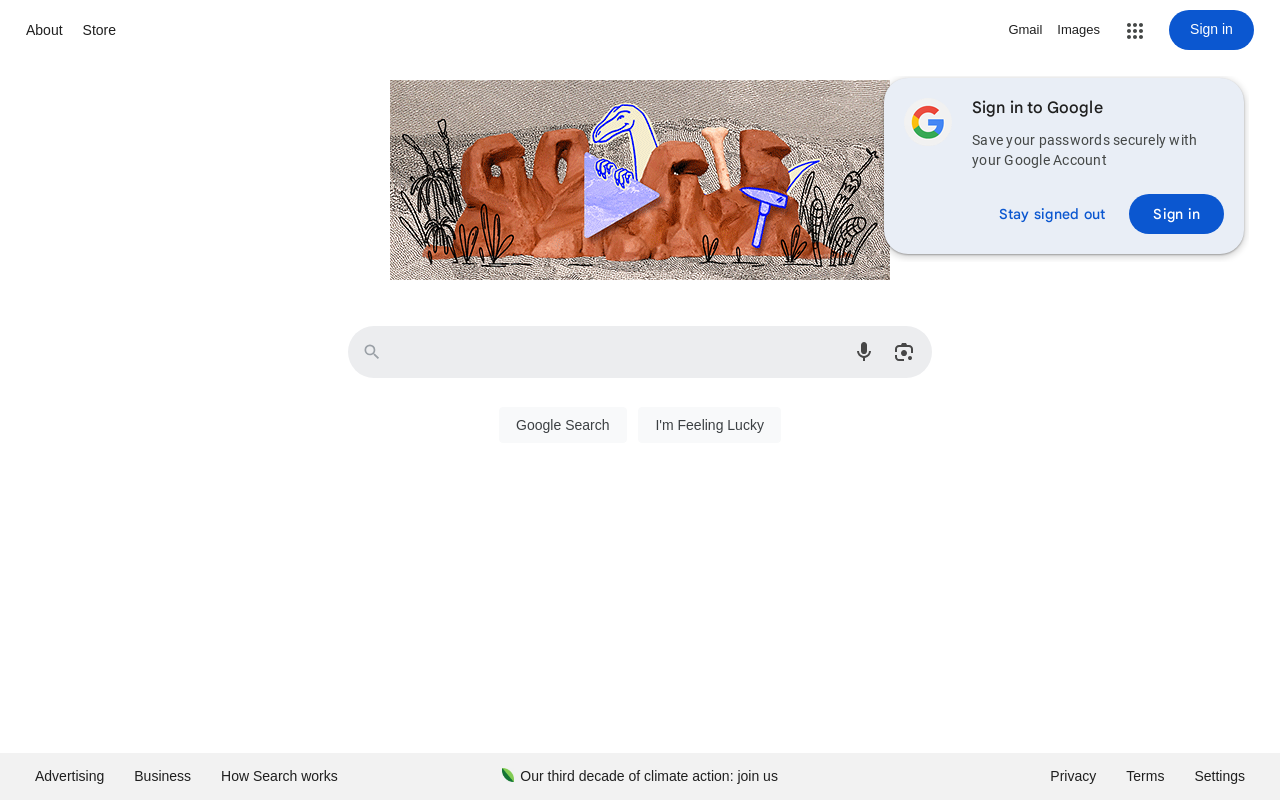 About Store
Gmail Images Sign in
GOOGLE
Sign in to Google
Save your passwords securely with
your Google Account
Stay signed out Sign in
Google Search I'm Feeling Lucky
Advertising Business How Search works
Our third decade of climate action: join us
Privacy Terms Settings